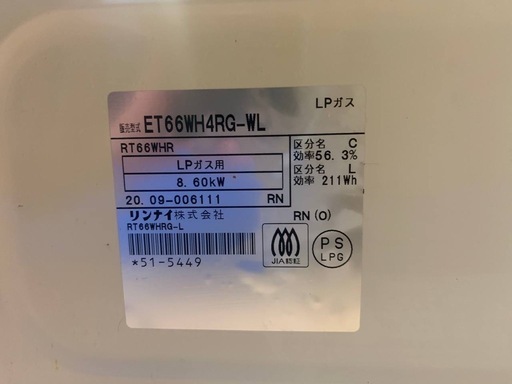 LPガス
販売形式 ET66WH4RG-WL
RT66WHR
LPガス用
8.60kW
20.09-006111 RN
区分名 C
効率56.3%
区分名 L
効率 211Wh
リンナイ株式会社
RN(O)
RT66WHRG-L
*51-5449
JIA認証
PS
LPG